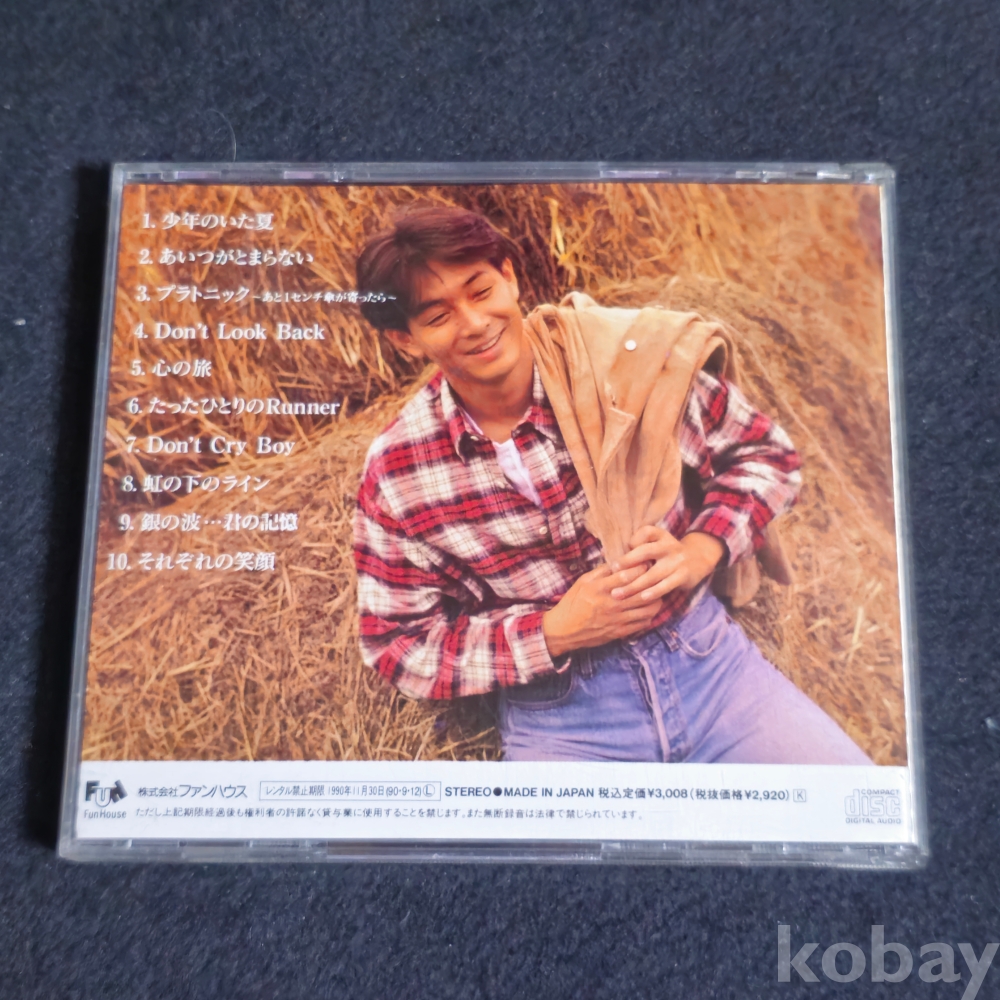 1. 少年のいた夏
2. あいつがとまらない
3. プラトニック~あと1センチ傘が寄ったら~
4. Don't Look Back
5. 心の旅
6. たったひとりのRunner
7. Don't Cry Boy
8. 虹の下のライン
9. 銀の波…君の記憶
10. それぞれの笑顔
FUN
Fun House
株式会社ファンハウス レンタル禁止期限 1990年11月30日(90・9・12)Ⓛ STEREO●MADE IN JAPAN 税込定価¥3,008(税抜価格¥2,920) K
ただし上記期限経過後も権利者の許諾なく貸与業に使用することを禁じます。また無断録音は法律で禁じられています。
COMPACT
disc
DIGITAL AUDIO
kobay